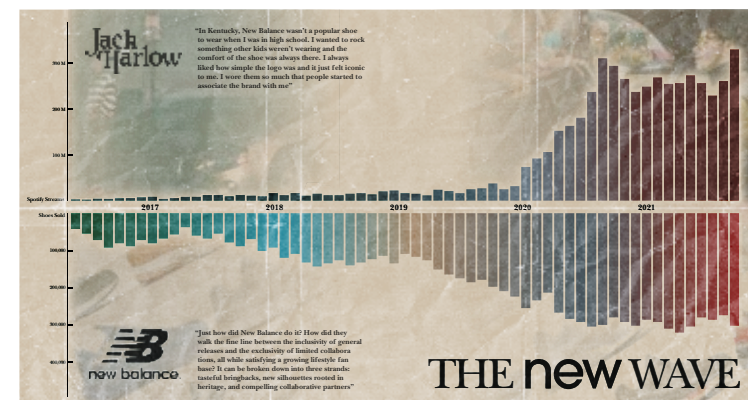 Jack
Harlow
"In Kentucky, New Balance wasn't a popular shoe
to wear when I was in high school. I wanted to rock
something other kids weren't wearing and the
comfort of the shoe was always there. I always
liked how simple the logo was and it just felt iconic
to me. I wore them so much that people started to
associate the brand with me"
300 M
200 M
100 M
Spotify Streams
2017 2018 2019 2020 2021
Shoes Sold
100,000
200,000
300,000
400,000
"Just how did New Balance do it? How did they
walk the fine line between the inclusivity of general
releases and the exclusivity of limited collabora
tions, all while satisfying a growing lifestyle fan
base? It can be broken down into three strands:
tasteful bringbacks, new silhouettes rooted in
heritage, and compelling collaborative partners"
NB
new balance
THE new WAVE